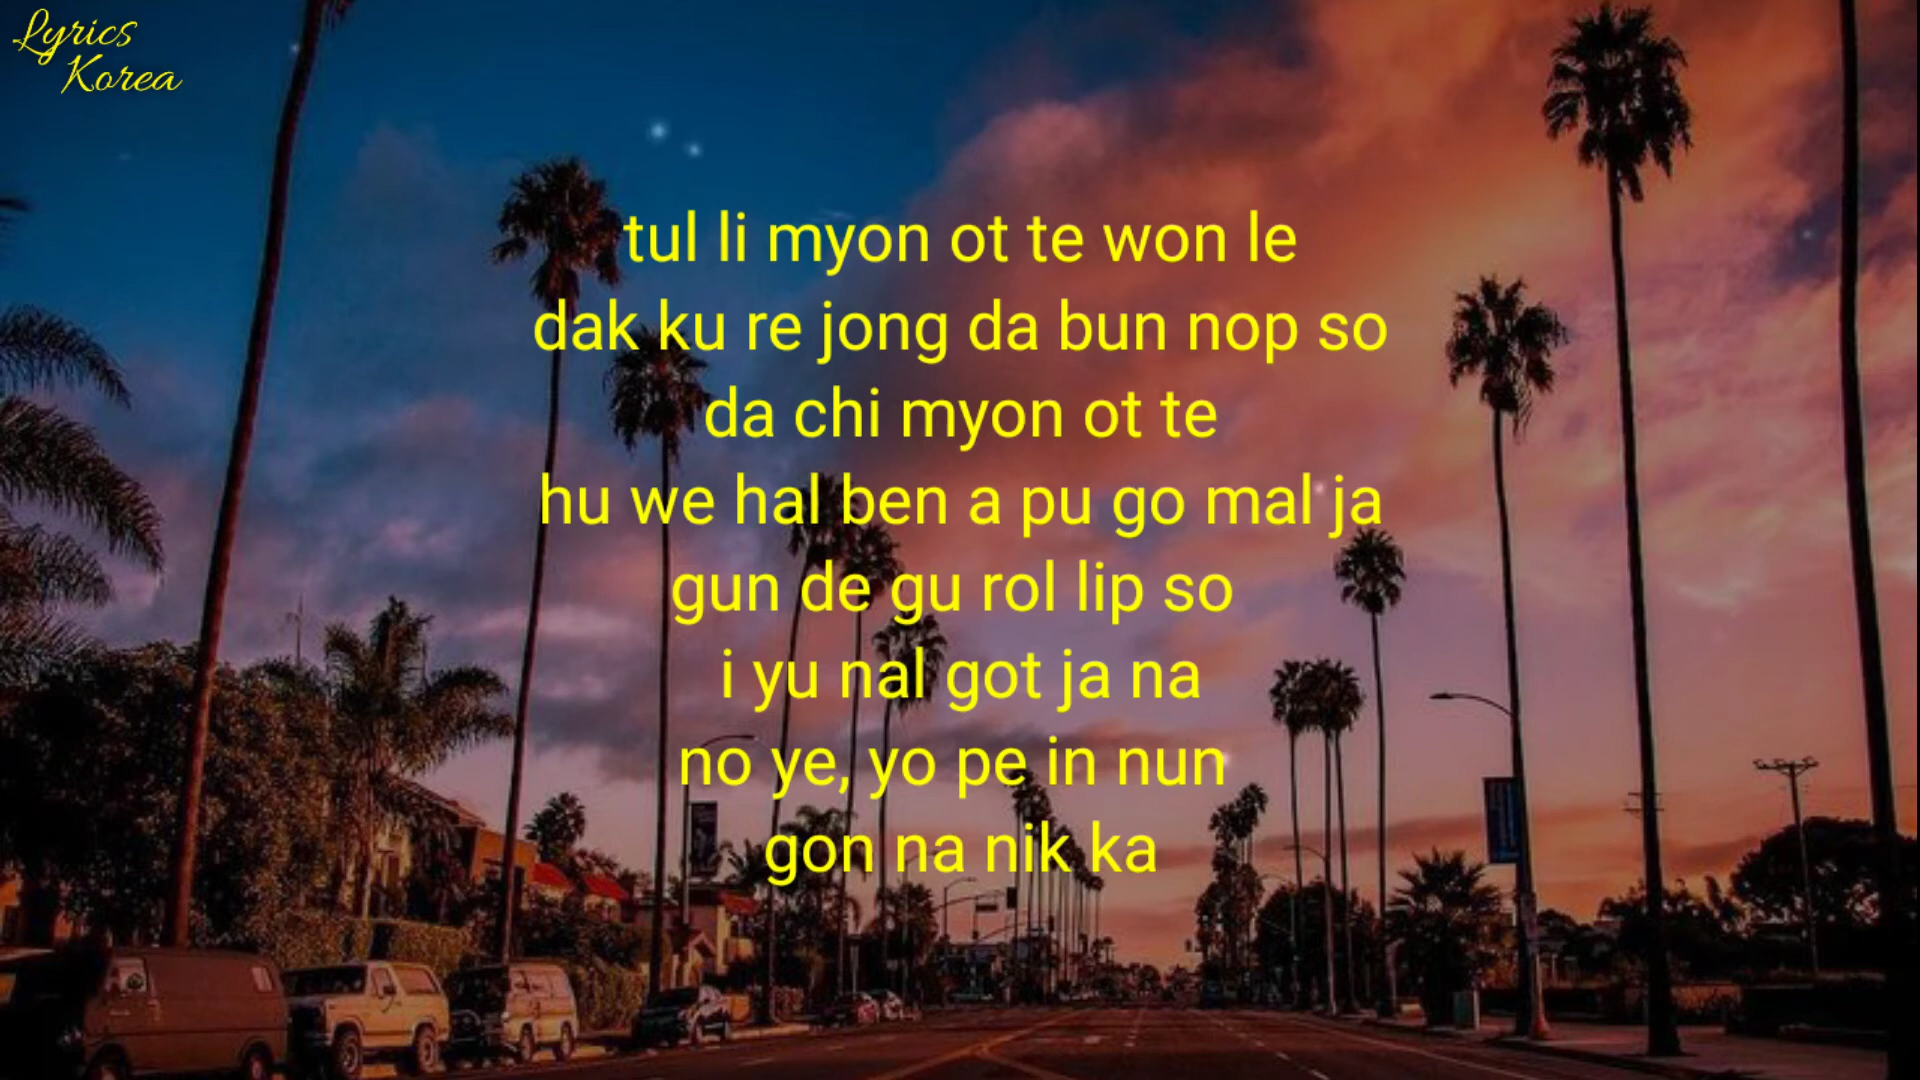 Lyrics
Korea
tul li myon ot te won le
dak ku re jong da bun nop so
da chi myon ot te
hu we hal ben a pu go mal ja
gun de gu rol lip so
i yu nal got ja na
no ye, yo pe in nun
gon na nik ka